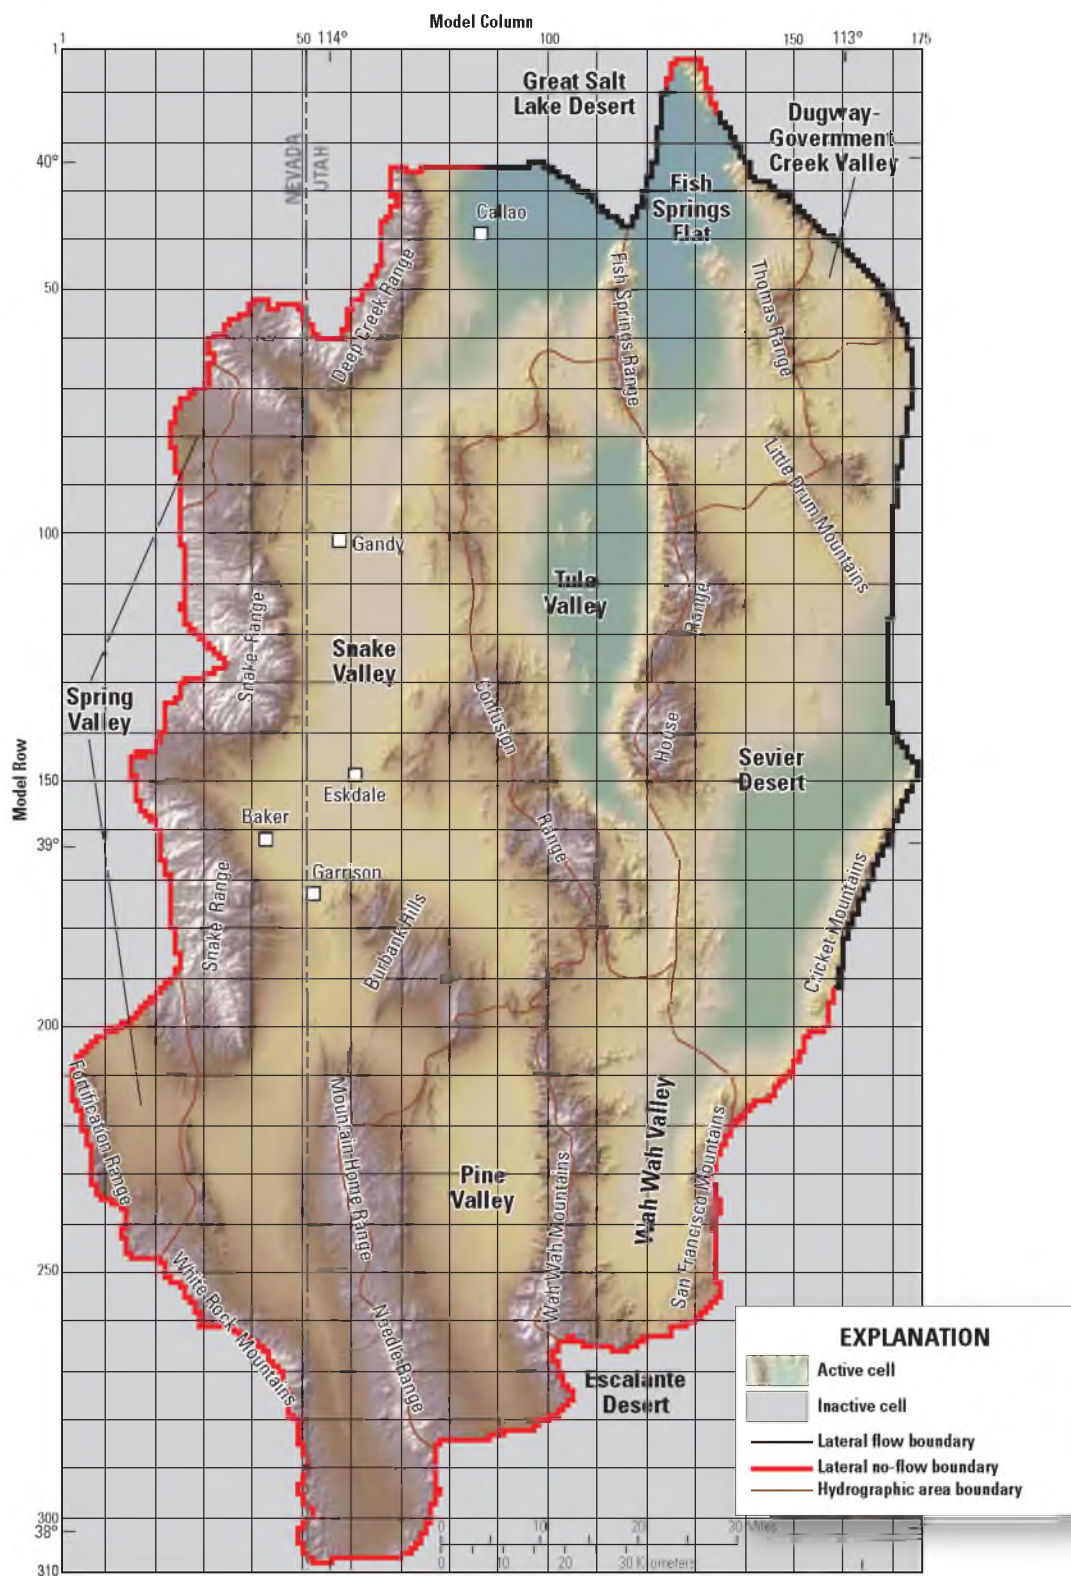 Model Column
1
50
114°
100
150
113°
175
1
Great Salt
Lake Desert
Dugway-
Government
Creek Valley
40°
NEVADA
UTAH
Fish
Springs
Flat
Callao
50
Deep Creek Range
Fish Springs Range
Thomas Range
Little Drum Mountains
100
Gandy
Tule
Valley
Snake Range
Snake
Valley
House
Range
Spring
Valley
Confusion
Range
Sevier
Desert
Model Row
150
Eskdale
Baker
39°
Garrison
Snake Range
Burbank Hills
Cricket Mountains
200
Fortification Range
Mountain Home Range
Pine
Valley
Wah Wah Valley
Wah Wah Mountains
San Francisco Mountains
250
White Rock Mountains
Needle Range
Escalante
Desert
EXPLANATION
Active cell
Inactive cell
Lateral flow boundary
Lateral no-flow boundary
Hydrographic area boundary
300
38°
310
0 10 20 30 Miles
0 10 20 30 Kilometers